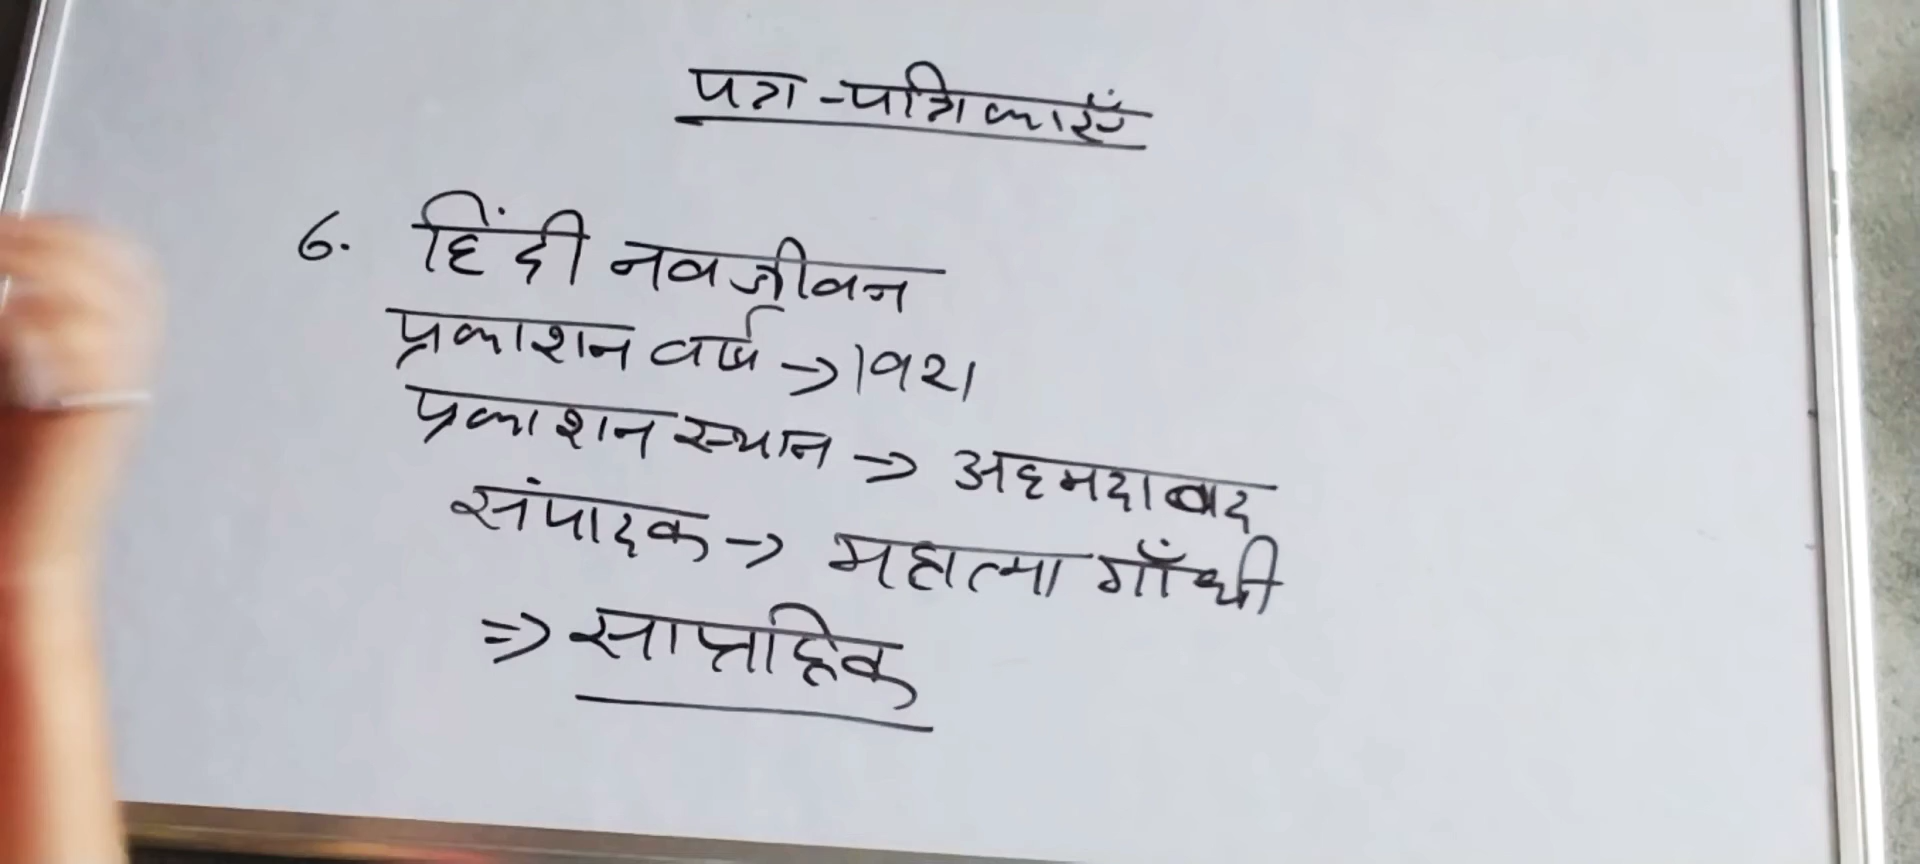 पत्र-पत्रिकाएँ
6. हिंदी नवजीवन
प्रकाशन वर्ष → 1921
प्रकाशन स्थान → अहमदाबाद
संपादक → महात्मा गाँधी
⇒ साप्ताहिक